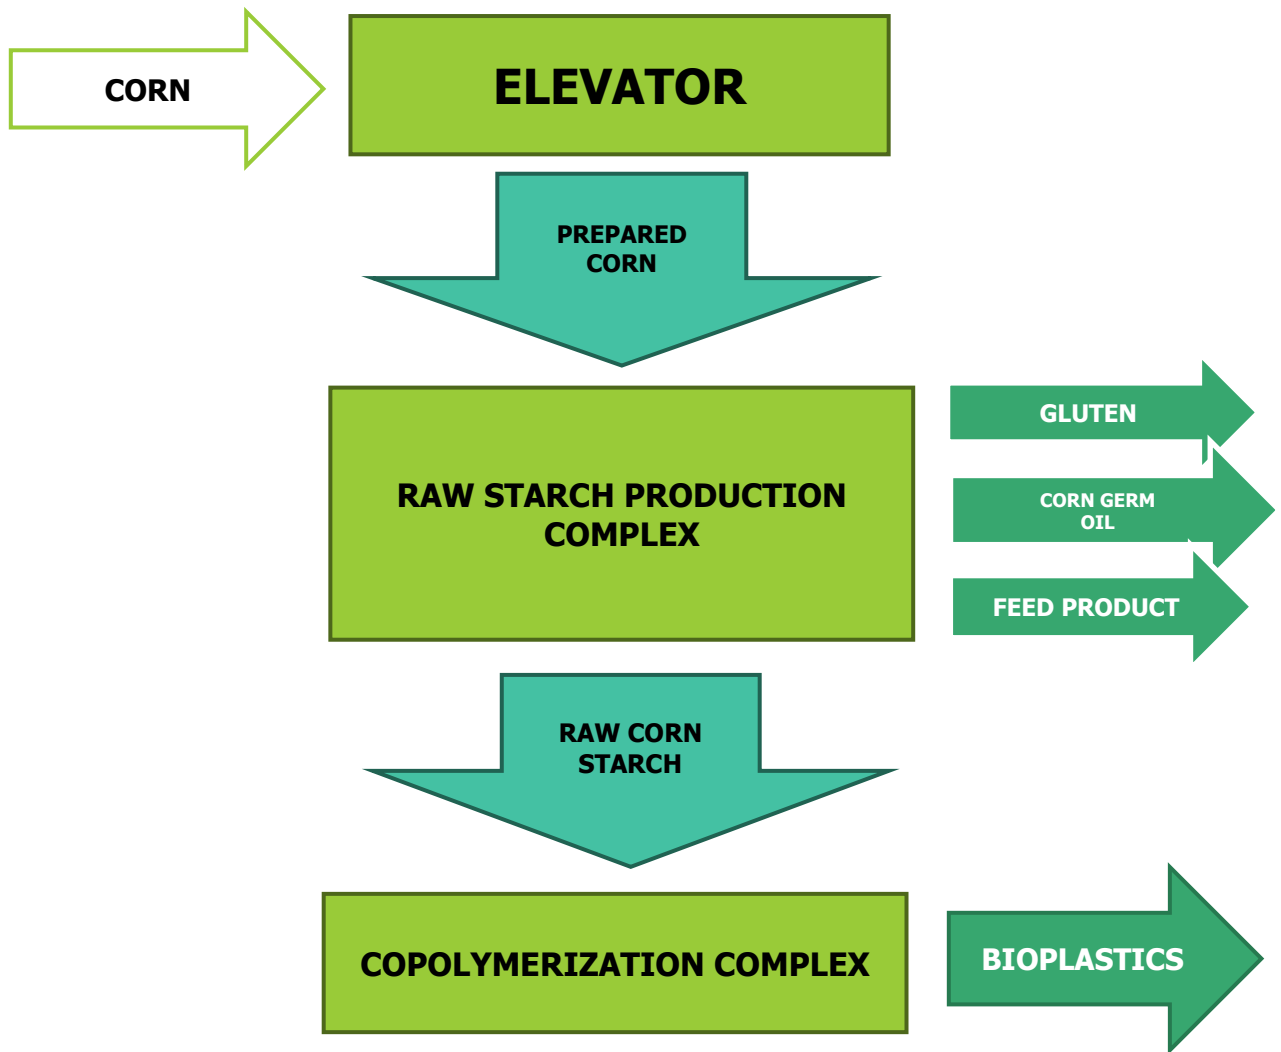 CORN
ELEVATOR
PREPARED
CORN
RAW STARCH PRODUCTION
COMPLEX
GLUTEN
CORN GERM
OIL
FEED PRODUCT
RAW CORN
STARCH
COPOLYMERIZATION COMPLEX
BIOPLASTICS